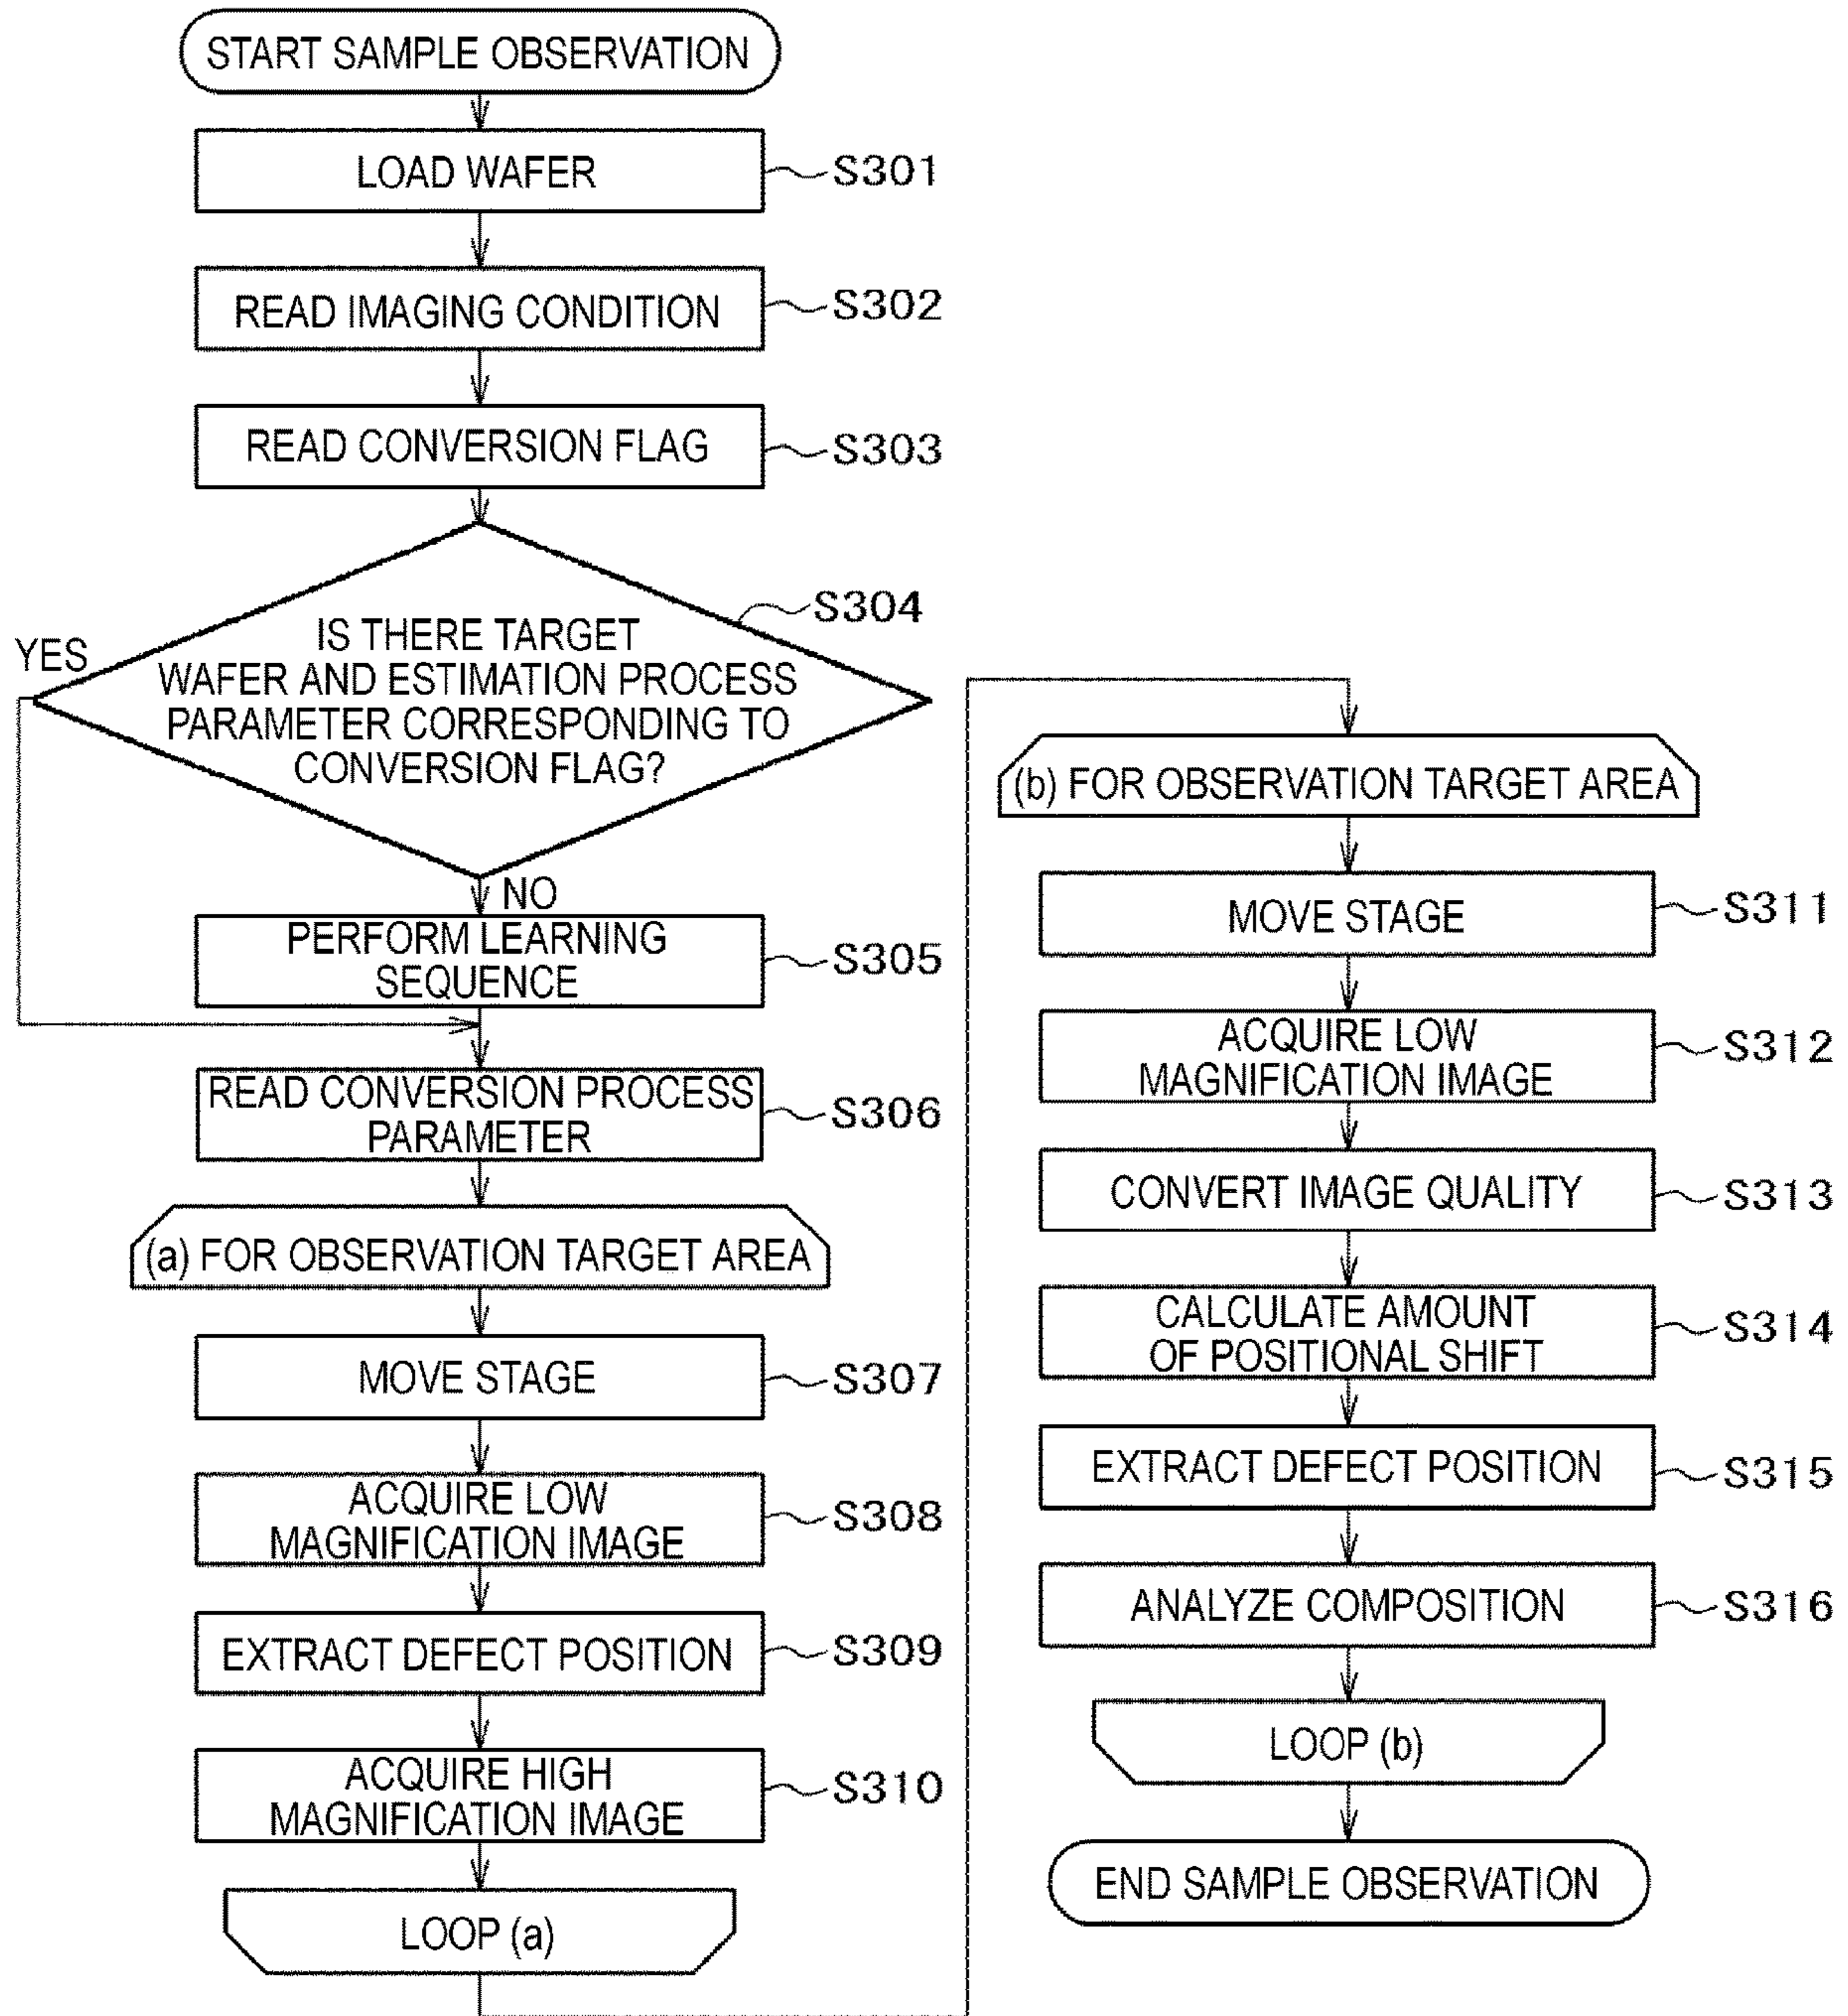 START SAMPLE OBSERVATION
LOAD WAFER
S301
READ IMAGING CONDITION
S302
READ CONVERSION FLAG
S303
S304
IS THERE TARGET
WAFER AND ESTIMATION PROCESS
PARAMETER CORRESPONDING TO
CONVERSION FLAG?
YES
NO
PERFORM LEARNING
SEQUENCE
S305
READ CONVERSION PROCESS
PARAMETER
S306
(a) FOR OBSERVATION TARGET AREA
MOVE STAGE
S307
ACQUIRE LOW
MAGNIFICATION IMAGE
S308
EXTRACT DEFECT POSITION
S309
ACQUIRE HIGH
MAGNIFICATION IMAGE
S310
LOOP (a)
(b) FOR OBSERVATION TARGET AREA
MOVE STAGE
S311
ACQUIRE LOW
MAGNIFICATION IMAGE
S312
CONVERT IMAGE QUALITY
S313
CALCULATE AMOUNT
OF POSITIONAL SHIFT
S314
EXTRACT DEFECT POSITION
S315
ANALYZE COMPOSITION
S316
LOOP (b)
END SAMPLE OBSERVATION